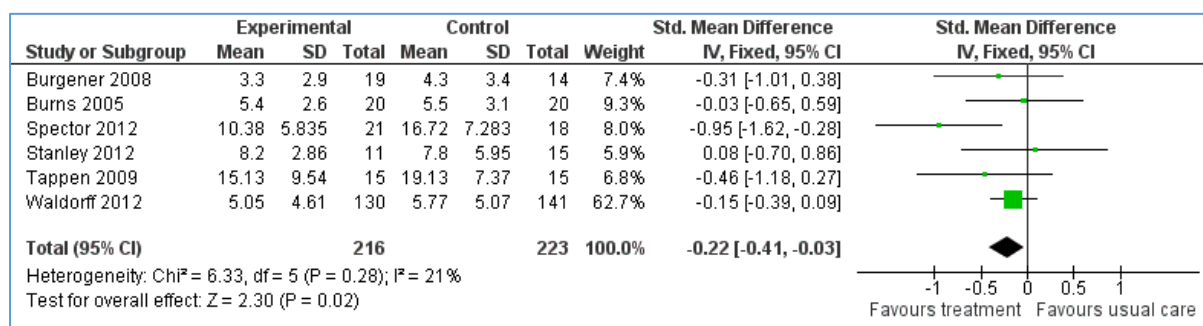 Experimental Control Std. Mean Difference Std. Mean Difference
Study or Subgroup Mean SD Total Mean SD Total Weight IV, Fixed, 95% CI IV, Fixed, 95% CI
Burgener 2008 3.3 2.9 19 4.3 3.4 14 7.4% -0.31 [-1.01, 0.38]
Burns 2005 5.4 2.6 20 5.5 3.1 20 9.3% -0.03 [-0.65, 0.59]
Spector 2012 10.38 5.835 21 16.72 7.283 18 8.0% -0.95 [-1.62, -0.28]
Stanley 2012 8.2 2.86 11 7.8 5.95 15 5.9% 0.08 [-0.70, 0.86]
Tappen 2009 15.13 9.54 15 19.13 7.37 15 6.8% -0.46 [-1.18, 0.27]
Waldorff 2012 5.05 4.61 130 5.77 5.07 141 62.7% -0.15 [-0.39, 0.09]
Total (95% CI) 216 223 100.0% -0.22 [-0.41, -0.03]
Heterogeneity: Chi² = 6.33, df = 5 (P = 0.28); I² = 21%
Test for overall effect: Z = 2.30 (P = 0.02)
-1 -0.5 0 0.5 1
Favours treatment Favours usual care